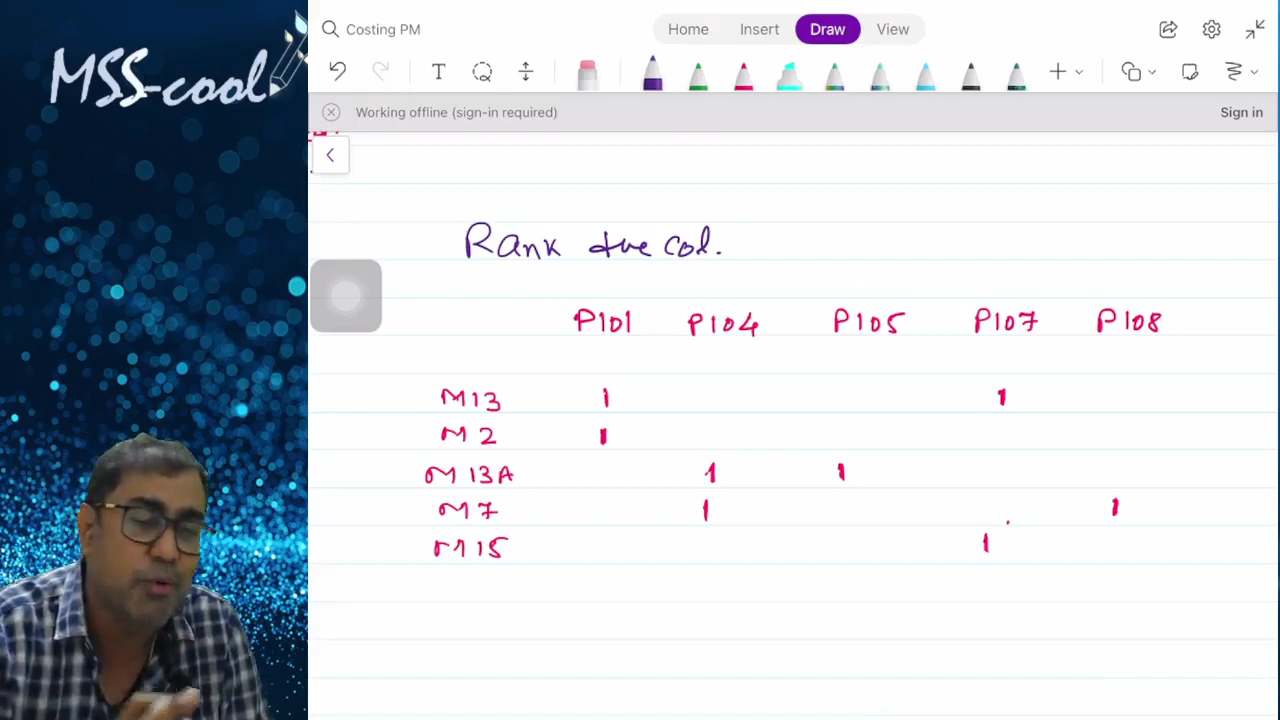 MSS-cool
Costing PM
Home Insert Draw View
T
Working offline (sign-in required) Sign in
Rank the col.
P101 P104 P105 P107 P108
M13 1 1
M2 1
M13A 1 1
M7 1 1
M15 1